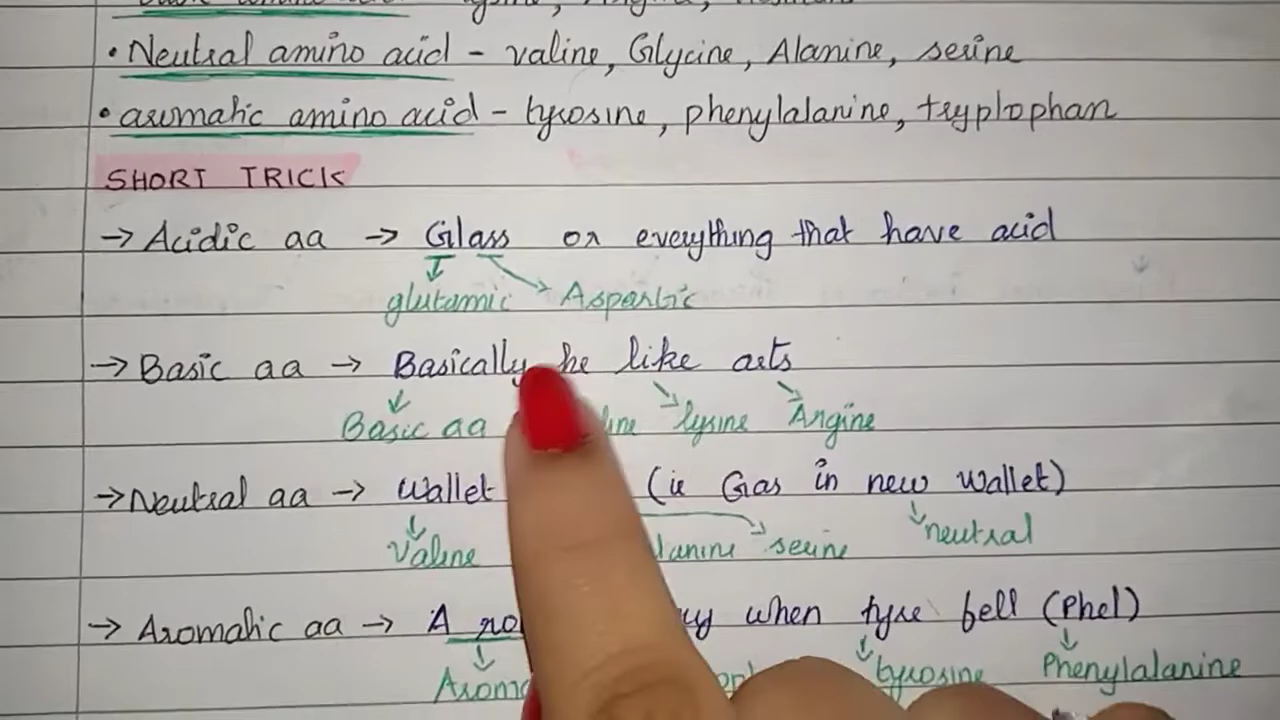 • Neutral amino acid - valine, Glycine, Alanine, serine
• aromatic amino acid - tyrosine, phenylalanine, tryptophan
SHORT TRICK
→ Acidic aa → Glass or everything that have acid
glutamic Aspartic
→ Basic aa → Basically he like arts
Basic aa lysine Argine
→ Neutral aa → Wallet (ie Gas in new wallet)
Valine serine neutral
→ Aromatic aa → A when tyre fell (Phel)
tyrosine Phenylalanine